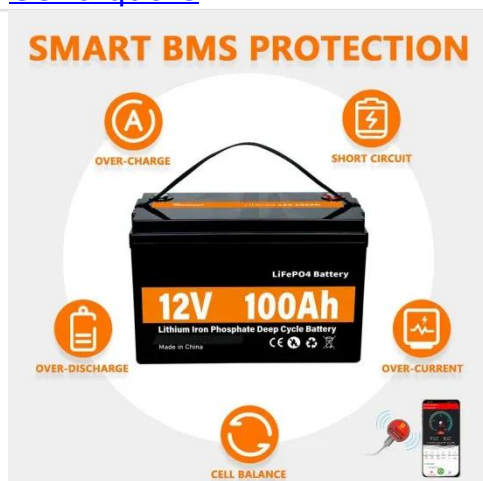 SMART BMS PROTECTION
OVER-CHARGE
SHORT CIRCUIT
LiFePO4 Battery
12V 100Ah
Lithium Iron Phosphate Deep Cycle Battery
Made in China
CE
OVER-DISCHARGE
OVER-CURRENT
CELL BALANCE